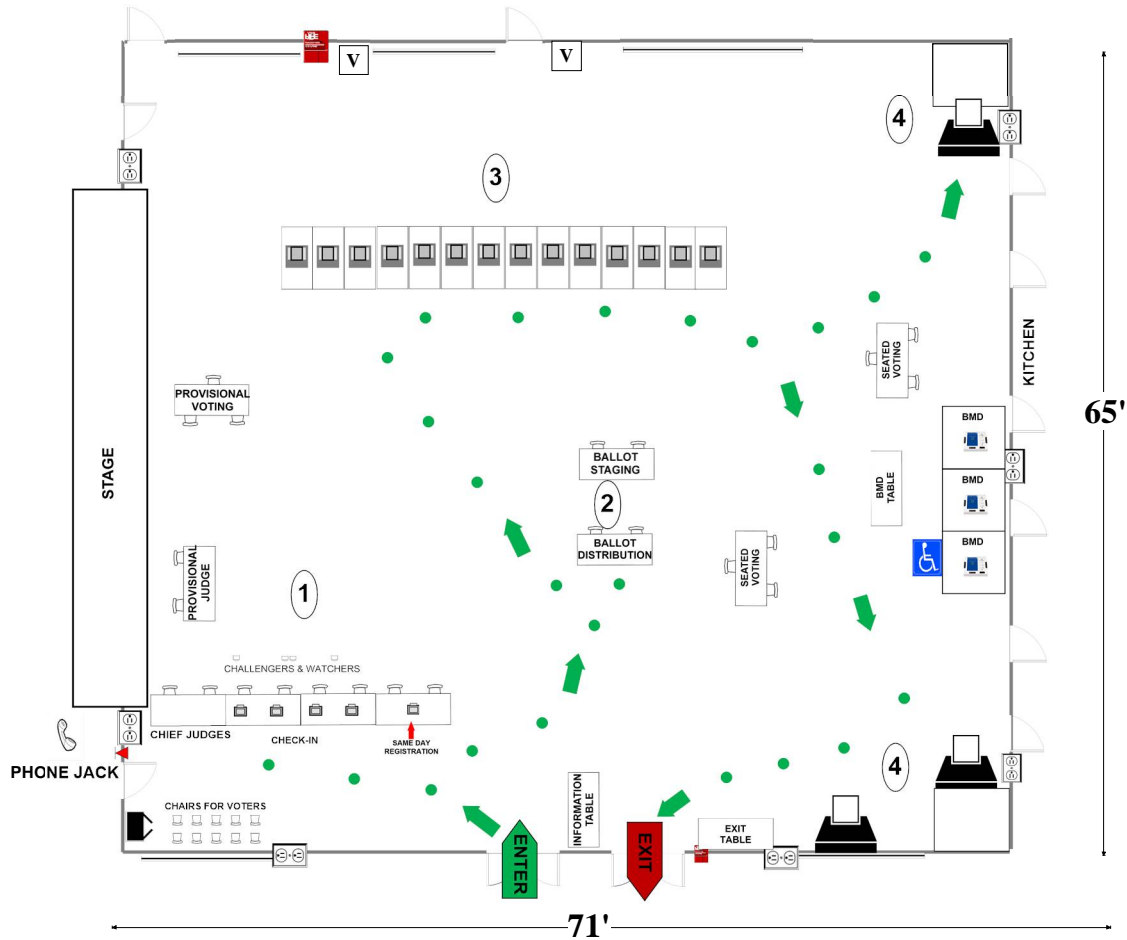 V
V
4
3
STAGE
KITCHEN
65'
SEATED
VOTING
PROVISIONAL
VOTING
BMD
BALLOT
STAGING
BMD
TABLE
BMD
2
BALLOT
DISTRIBUTION
SEATED
VOTING
BMD
PROVISIONAL
JUDGE
1
CHALLENGERS & WATCHERS
CHIEF JUDGES
CHECK-IN
SAME DAY
REGISTRATION
PHONE JACK
4
CHAIRS FOR VOTERS
INFORMATION
TABLE
EXIT
TABLE
ENTER
EXIT
71'